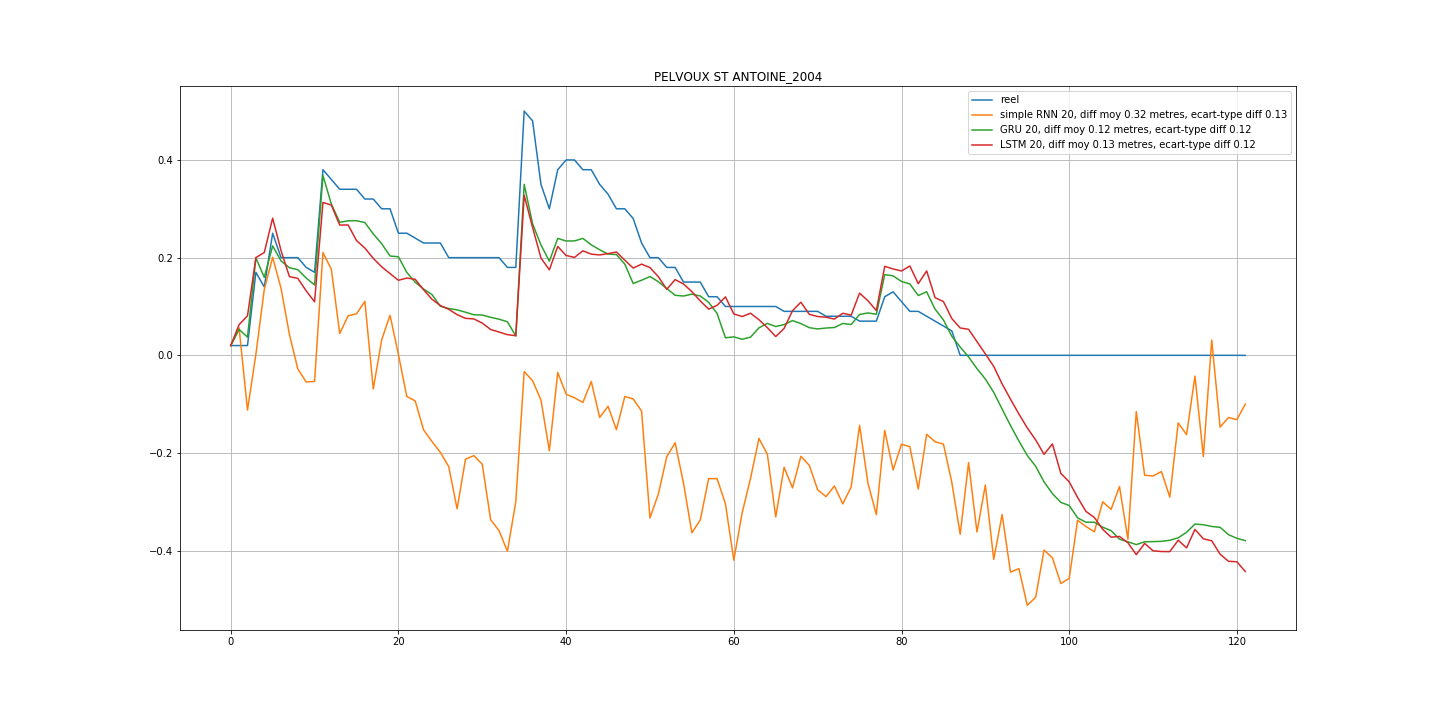 PELVOUX ST ANTOINE_2004
reel
simple RNN 20, diff moy 0.32 metres, ecart-type diff 0.13
GRU 20, diff moy 0.12 metres, ecart-type diff 0.12
LSTM 20, diff moy 0.13 metres, ecart-type diff 0.12
0.4
0.2
0.0
−0.2
−0.4
0 20 40 60 80 100 120